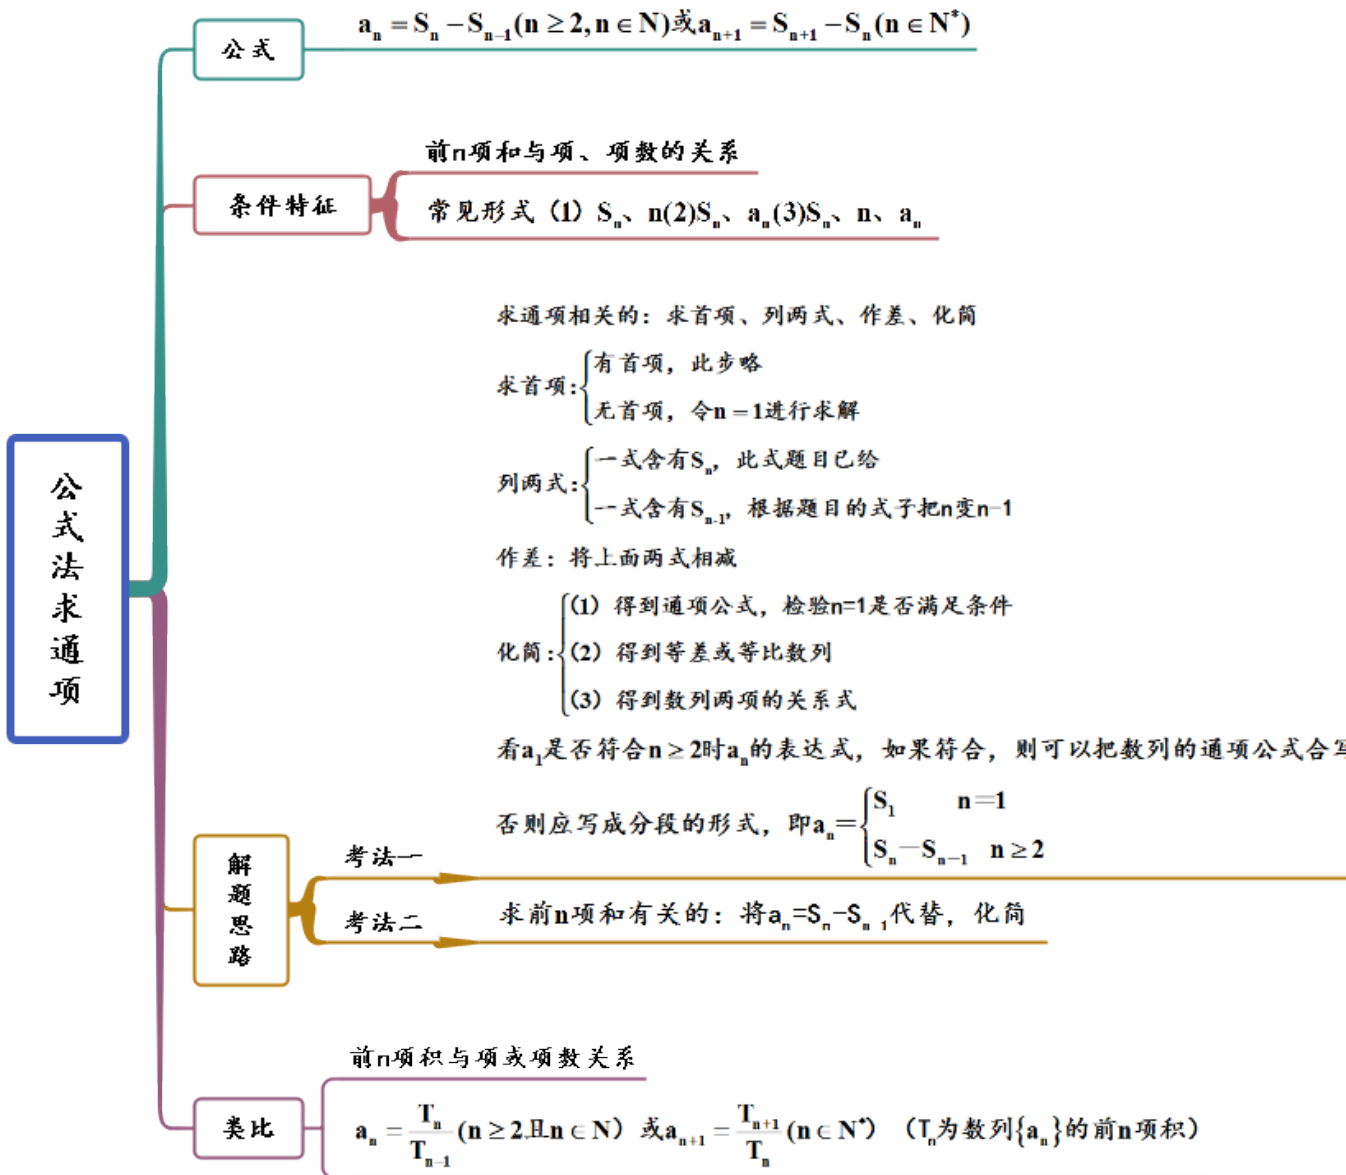 公式法求通项
公式
aₙ = Sₙ − Sₙ₋₁(n ≥ 2, n ∈ N)或aₙ₊₁ = Sₙ₊₁ − Sₙ(n ∈ N*)
条件特征
前n项和与项、项数的关系
常见形式（1）Sₙ、n(2)Sₙ、aₙ(3)Sₙ、n、aₙ
解题思路
考法一
求通项相关的：求首项、列两式、作差、化简
求首项：{有首项，此步略
无首项，令n = 1进行求解
列两式：{一式含有Sₙ，此式题目已给
一式含有Sₙ₋₁，根据题目的式子把n变n-1
作差：将上面两式相减
化简：{(1）得到通项公式，检验n=1是否满足条件
(2）得到等差或等比数列
(3）得到数列两项的关系式
看a₁是否符合n ≥ 2时aₙ的表达式，如果符合，则可以把数列的通项公式合写
否则应写成分段的形式，即aₙ = {S₁ n=1
Sₙ−Sₙ₋₁ n ≥ 2
考法二
求前n项和有关的：将aₙ=Sₙ-Sₙ₋₁代替，化简
类比
前n项积与项或项数关系
aₙ = Tₙ/Tₙ₋₁ (n ≥ 2且n ∈ N）或aₙ₊₁ = Tₙ₊₁/Tₙ (n ∈ N*）（Tₙ为数列{aₙ}的前n项积）